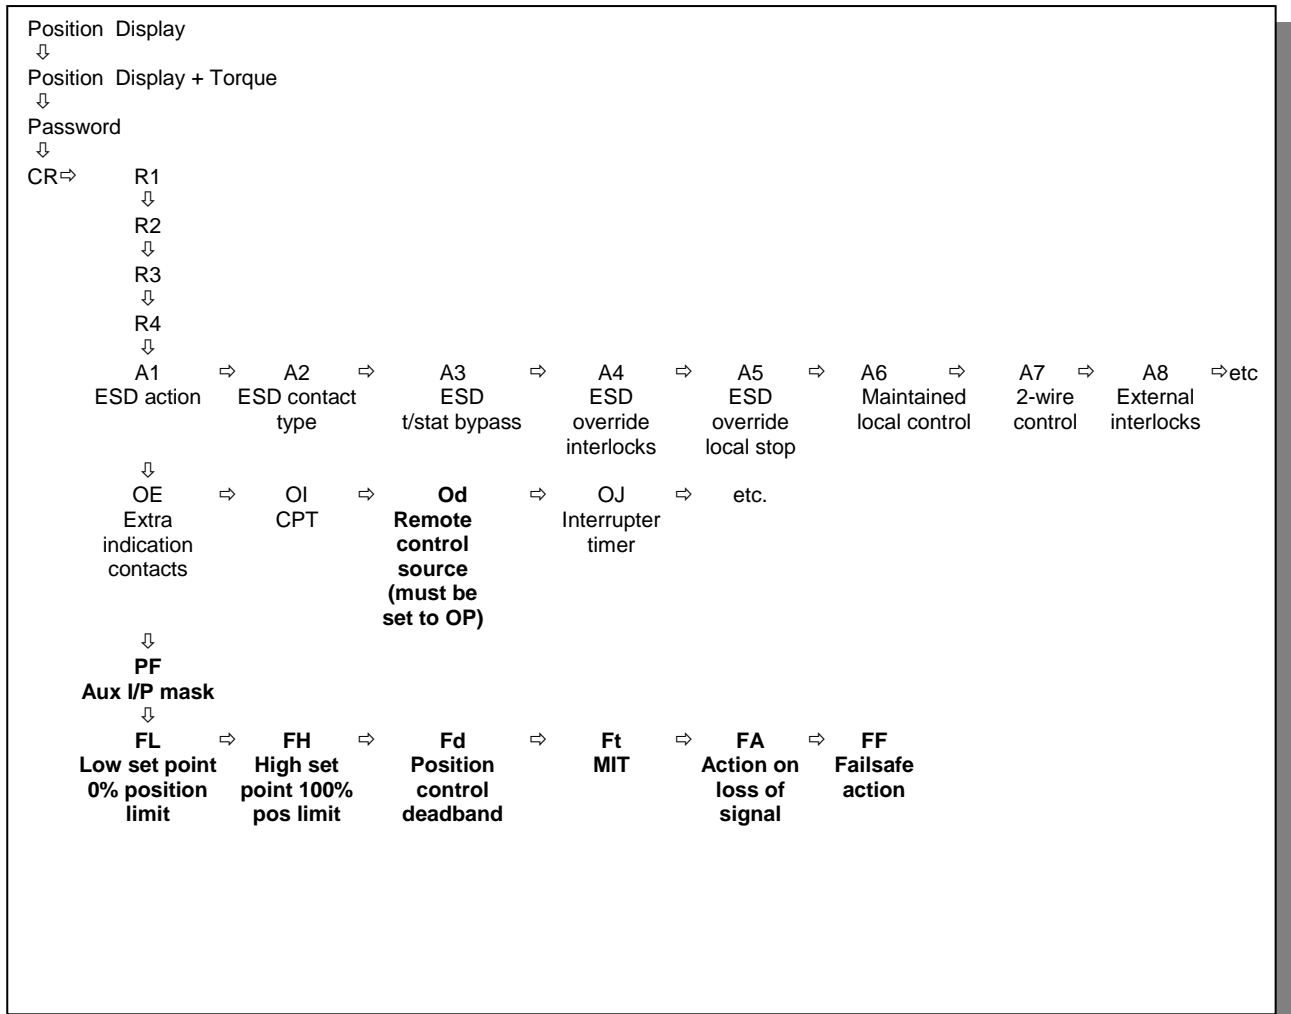 Position Display
⇩
Position Display + Torque
⇩
Password
⇩
CR⇨ R1
⇩
R2
⇩
R3
⇩
R4
⇩
A1 ⇨ A2 ⇨ A3 ⇨ A4 ⇨ A5 ⇨ A6 ⇨ A7 ⇨ A8 ⇨etc
ESD action ESD contact ESD ESD ESD Maintained 2-wire External
type t/stat bypass override override local control control interlocks
interlocks local stop
⇩
OE ⇨ OI ⇨ Od ⇨ OJ ⇨ etc.
Extra CPT Remote Interrupter
indication control timer
contacts source
(must be
set to OP)
⇩
PF
Aux I/P mask
⇩
FL ⇨ FH ⇨ Fd ⇨ Ft ⇨ FA ⇨ FF
Low set point High set Position MIT Action on Failsafe
0% position point 100% control loss of action
limit pos limit deadband signal